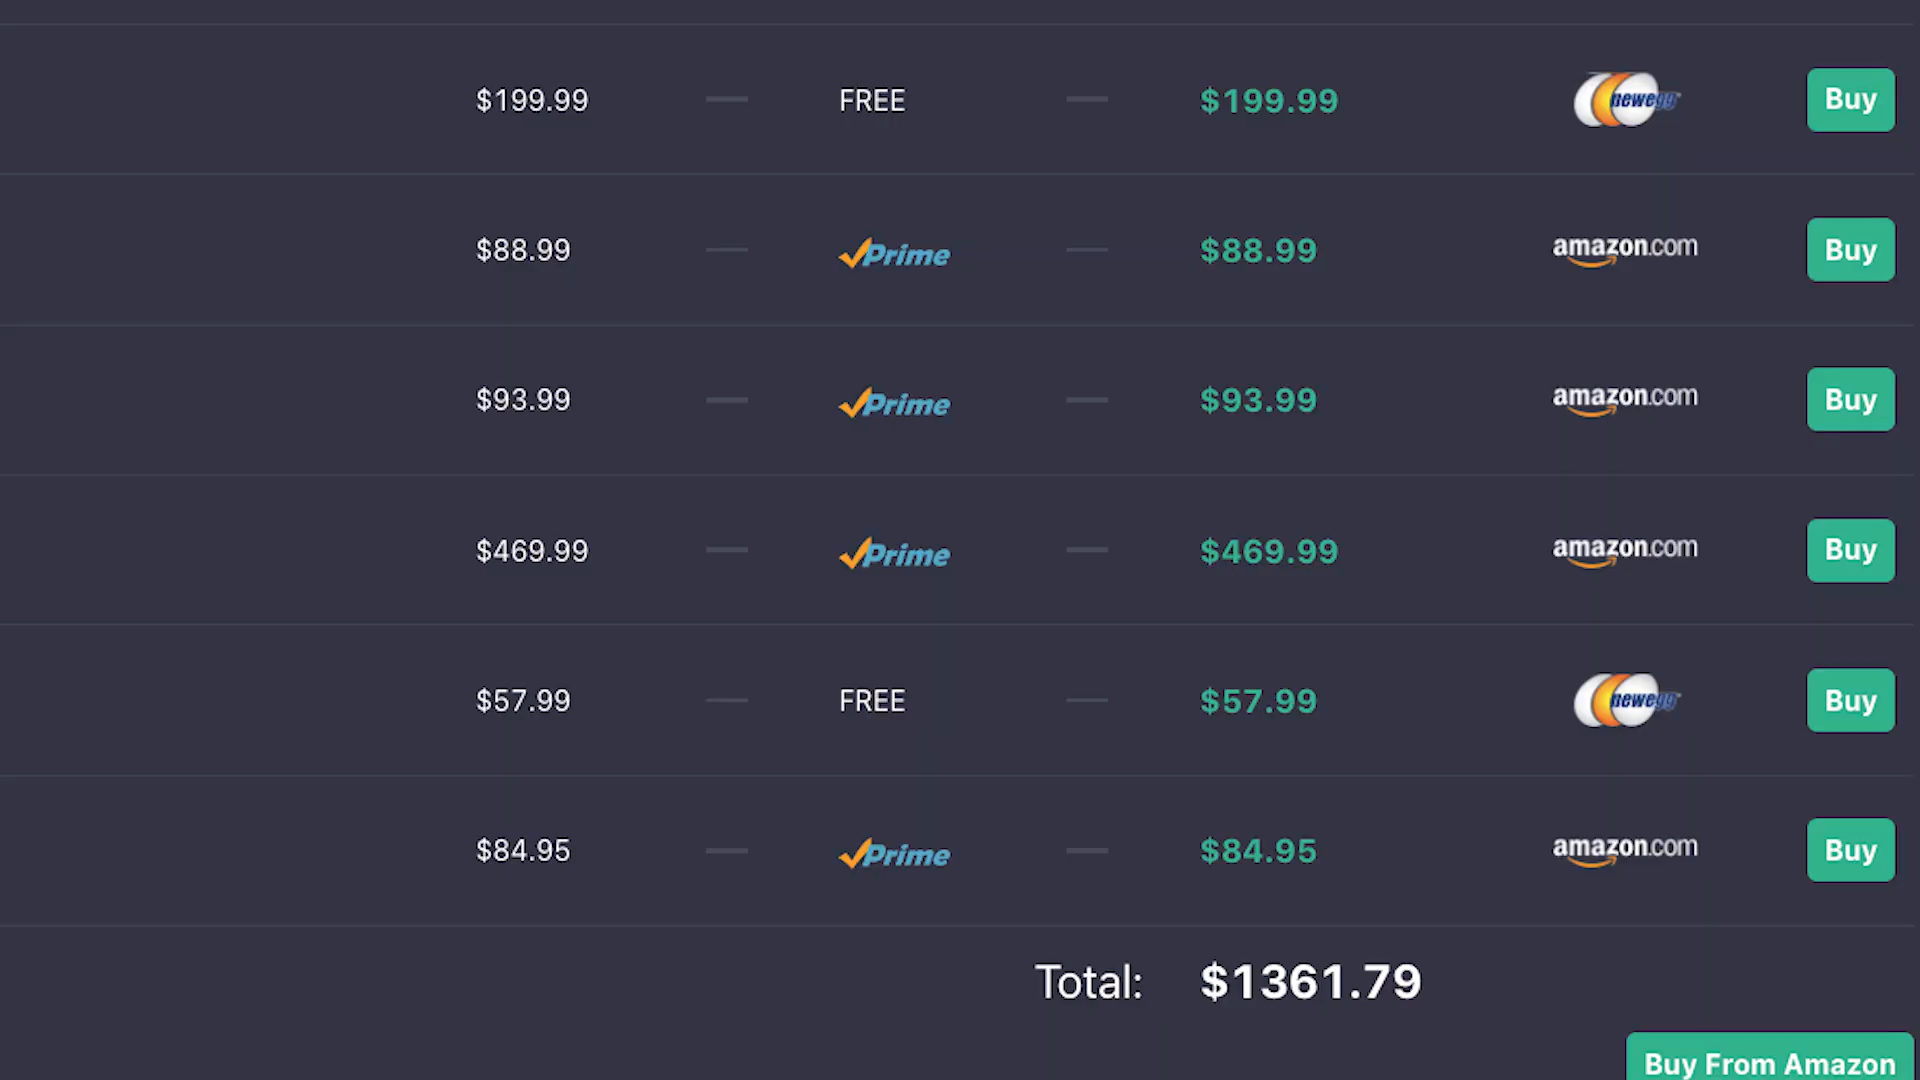 $199.99 — FREE — $199.99 newegg Buy
$88.99 — Prime — $88.99 amazon.com Buy
$93.99 — Prime — $93.99 amazon.com Buy
$469.99 — Prime — $469.99 amazon.com Buy
$57.99 — FREE — $57.99 newegg Buy
$84.95 — Prime — $84.95 amazon.com Buy
Total: $1361.79
Buy From Amazon